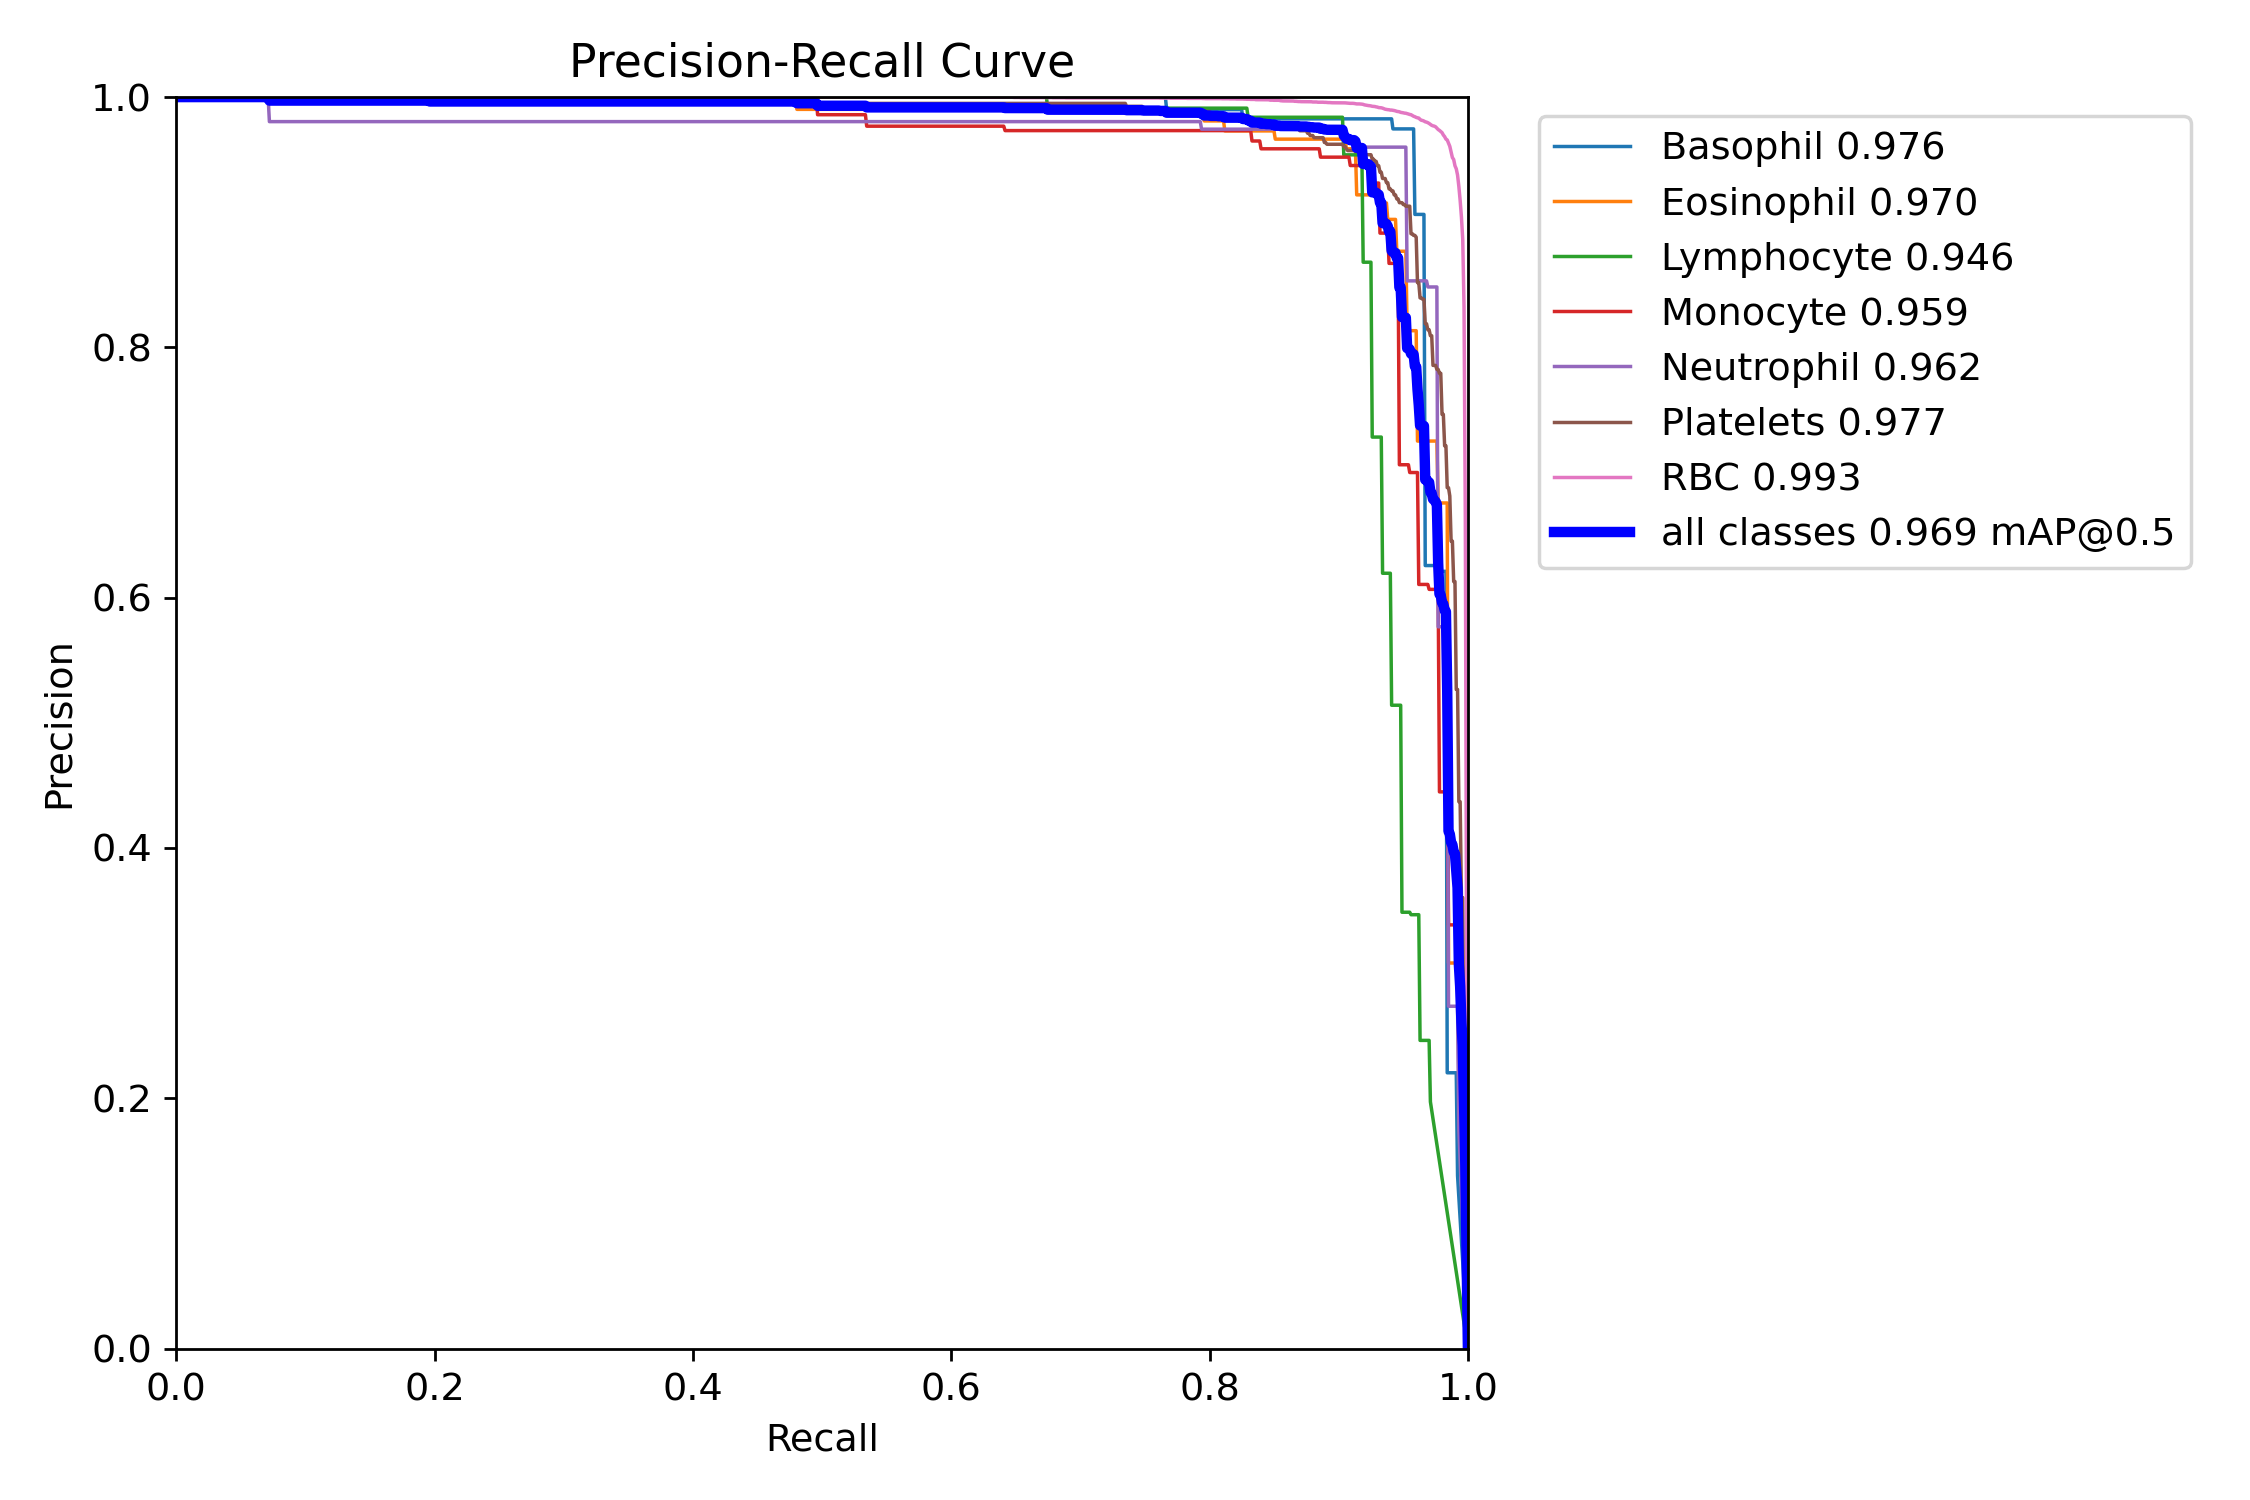 Precision-Recall Curve
1.0
0.8
0.6
0.4
0.2
0.0
Precision
0.0 0.2 0.4 0.6 0.8 1.0
Recall
Basophil 0.976
Eosinophil 0.970
Lymphocyte 0.946
Monocyte 0.959
Neutrophil 0.962
Platelets 0.977
RBC 0.993
all classes 0.969 mAP@0.5